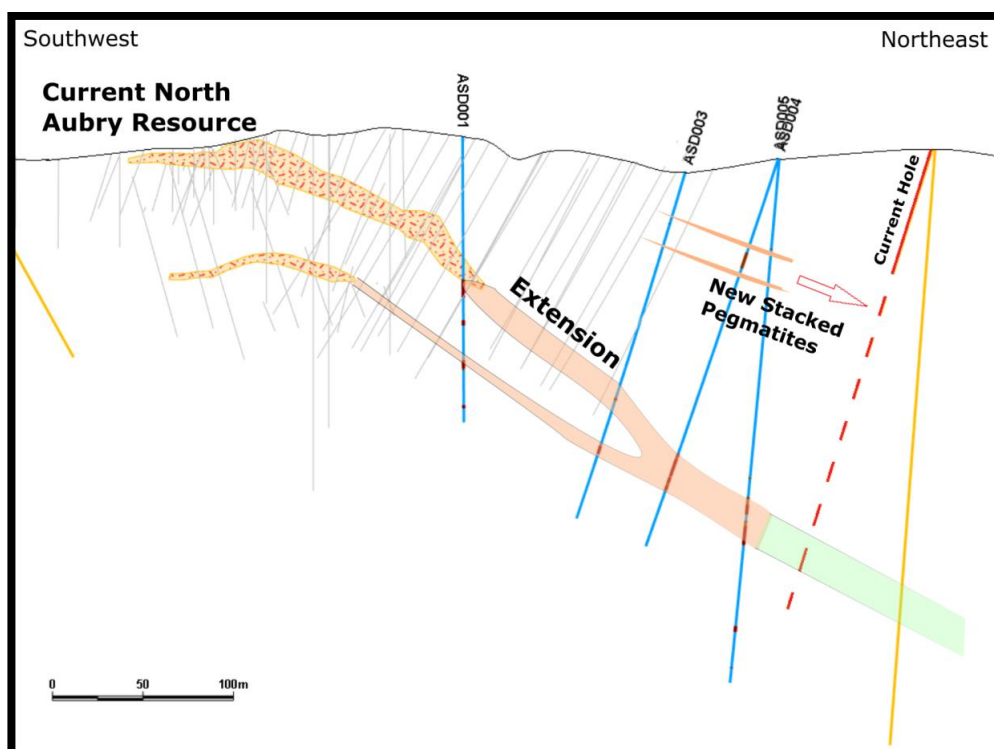 Southwest
Northeast
Current North
Aubry Resource
ASD001
ASD003
ASD005
ASD004
Current Hole
Extension
New Stacked
Pegmatites
0 50 100m